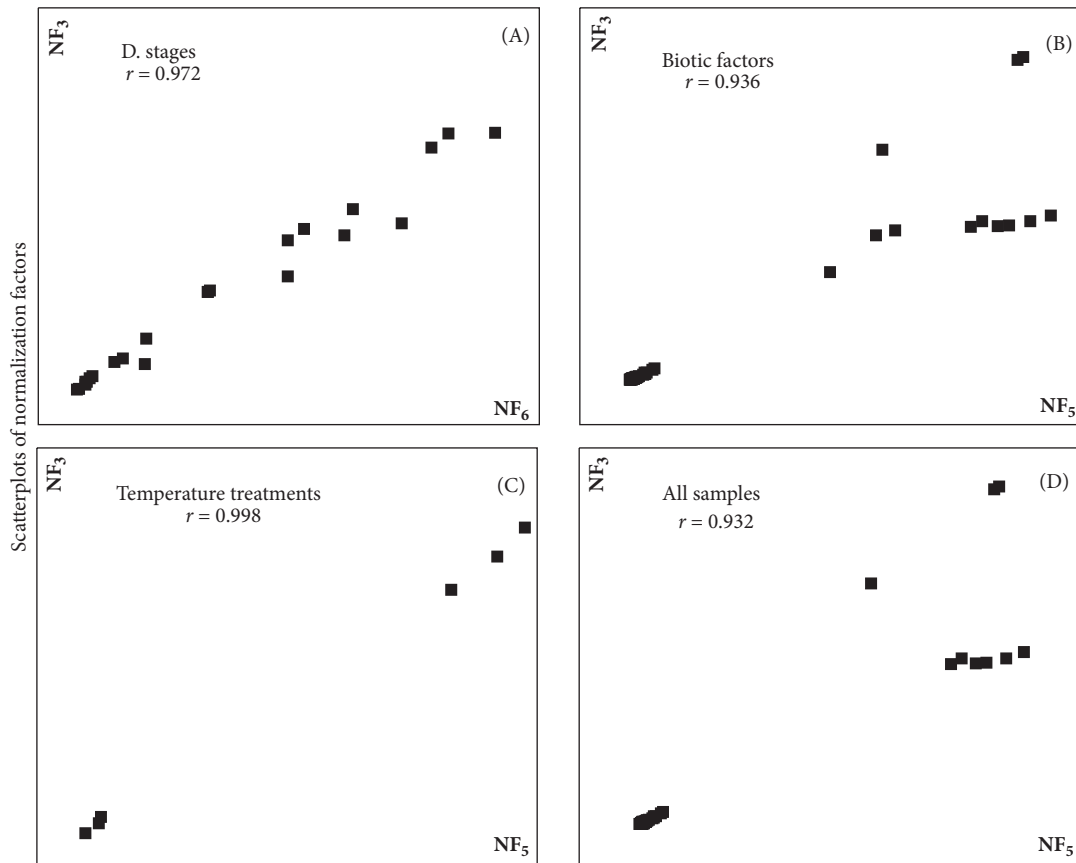 Scatterplots of normalization factors
NF3
(A)
D. stages
r = 0.972
NF6
NF3
(B)
Biotic factors
r = 0.936
NF5
NF3
(C)
Temperature treatments
r = 0.998
NF5
NF3
(D)
All samples
r = 0.932
NF5